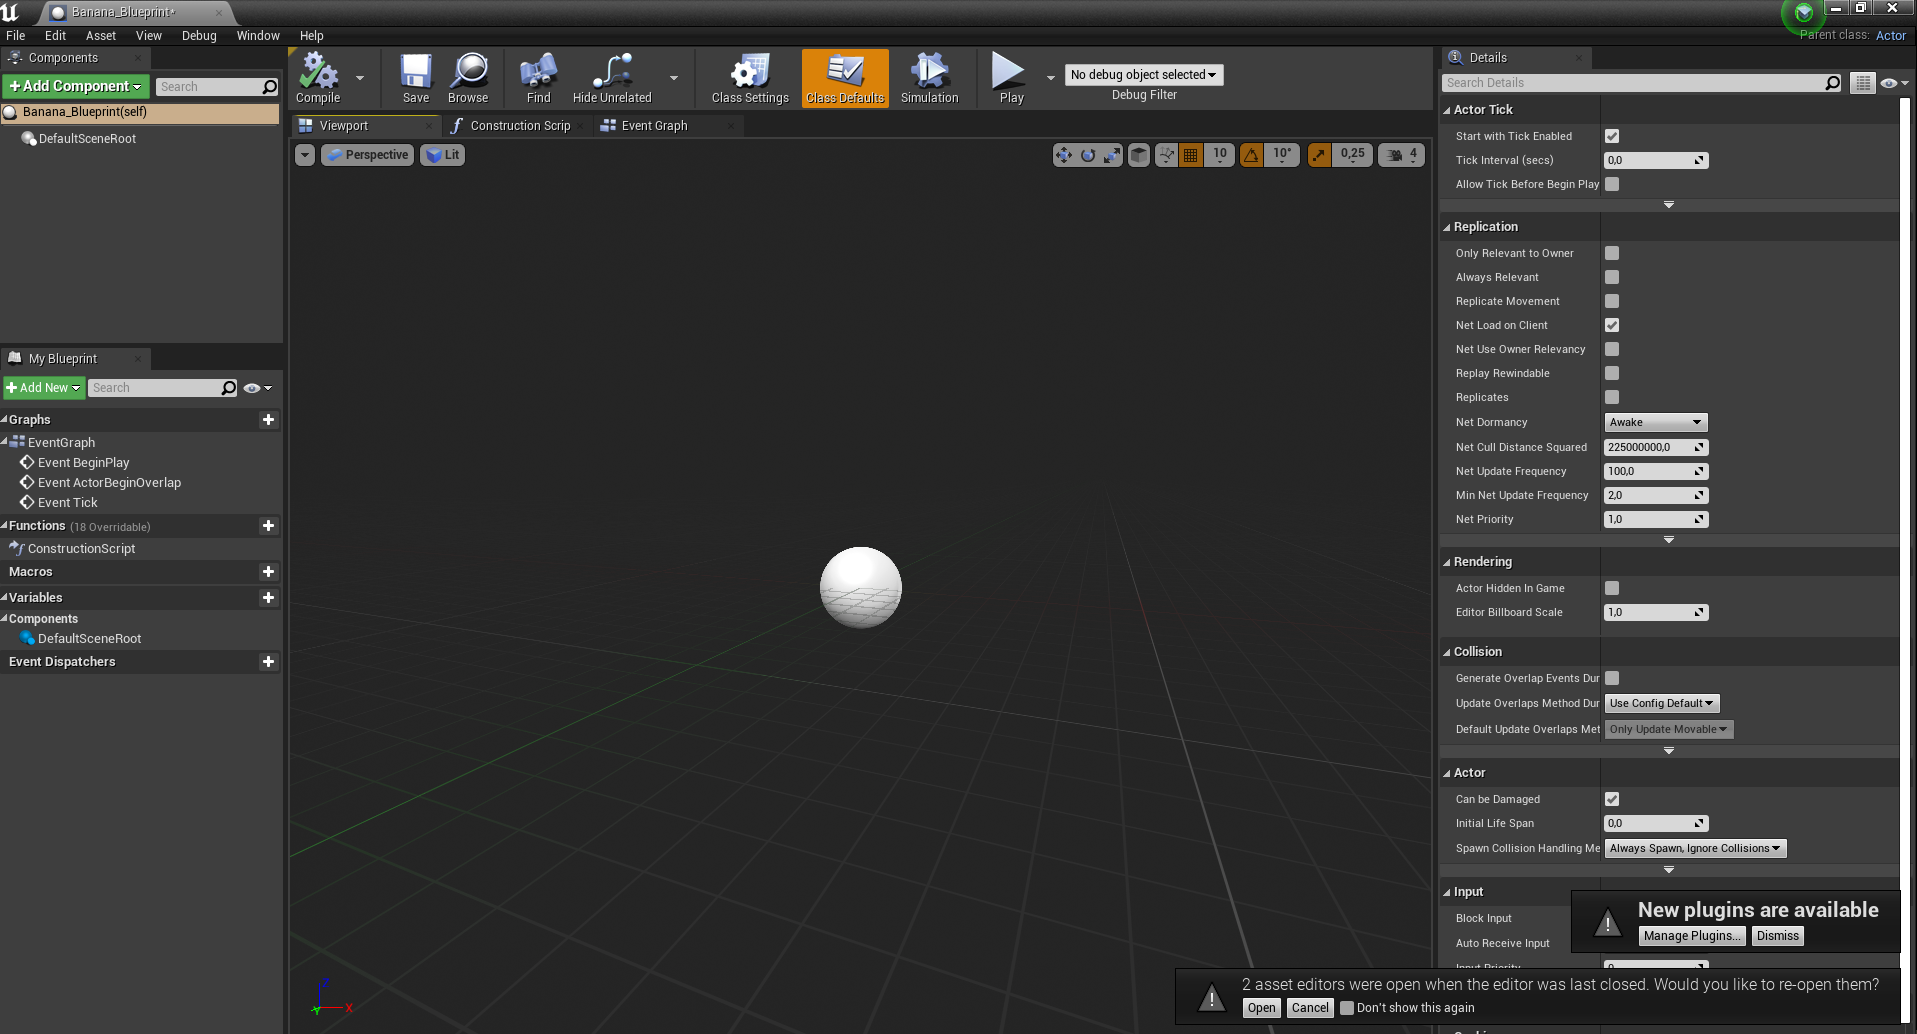 Banana_Blueprint*
File Edit Asset View Debug Window Help
Parent class: Actor
Components
+ Add Component
Search
Banana_Blueprint(self)
DefaultSceneRoot
My Blueprint
+ Add New
Search
Graphs
EventGraph
Event BeginPlay
Event ActorBeginOverlap
Event Tick
Functions (18 Overridable)
ConstructionScript
Macros
Variables
Components
DefaultSceneRoot
Event Dispatchers
Compile
Save
Browse
Find
Hide Unrelated
Class Settings
Class Defaults
Simulation
Play
No debug object selected
Debug Filter
Viewport
Construction Scrip
Event Graph
Perspective
Lit
10
10°
0,25
4
Z
X
Y
Details
Search Details
Actor Tick
Start with Tick Enabled
Tick Interval (secs) 0,0
Allow Tick Before Begin Play
Replication
Only Relevant to Owner
Always Relevant
Replicate Movement
Net Load on Client
Net Use Owner Relevancy
Replay Rewindable
Replicates
Net Dormancy Awake
Net Cull Distance Squared 225000000,0
Net Update Frequency 100,0
Min Net Update Frequency 2,0
Net Priority 1,0
Rendering
Actor Hidden In Game
Editor Billboard Scale 1,0
Collision
Generate Overlap Events Dur
Update Overlaps Method Dur Use Config Default
Default Update Overlaps Met Only Update Movable
Actor
Can be Damaged
Initial Life Span 0,0
Spawn Collision Handling Me Always Spawn, Ignore Collisions
Input
Block Input
Auto Receive Input
Input Priority
New plugins are available
Manage Plugins... Dismiss
2 asset editors were open when the editor was last closed. Would you like to re-open them?
Open Cancel Don't show this again